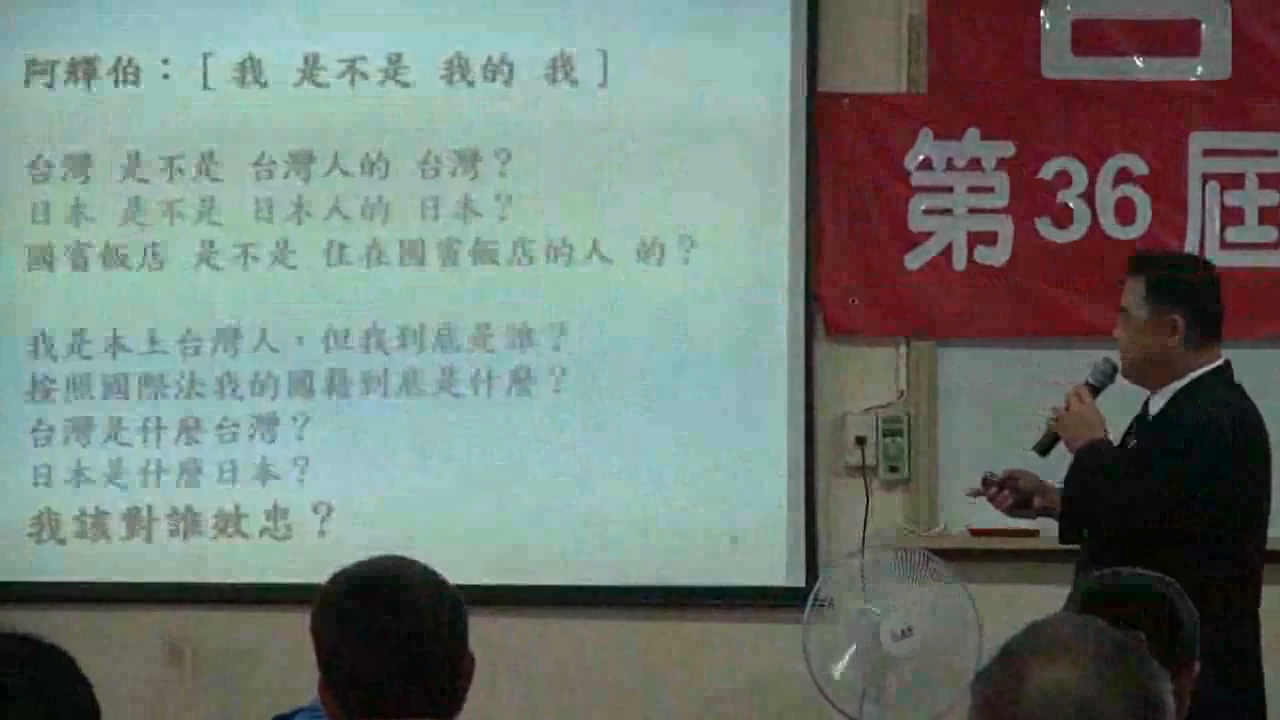 阿輝伯：［ 我 是不是 我的 我 ］
台灣 是不是 台灣人的 台灣？
日本 是不是 日本人的 日本？
國賓飯店 是不是 住在國賓飯店的人 的？
我是本土台灣人，但我到底是誰？
按照國際法我的國籍到底是什麼？
台灣是什麼台灣？
日本是什麼日本？
我該對誰效忠？
第36屆